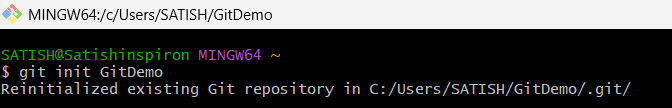 MINGW64:/c/Users/SATISH/GitDemo
SATISH@Satishinspiron MINGW64 ~
$ git init GitDemo
Reinitialized existing Git repository in C:/Users/SATISH/GitDemo/.git/